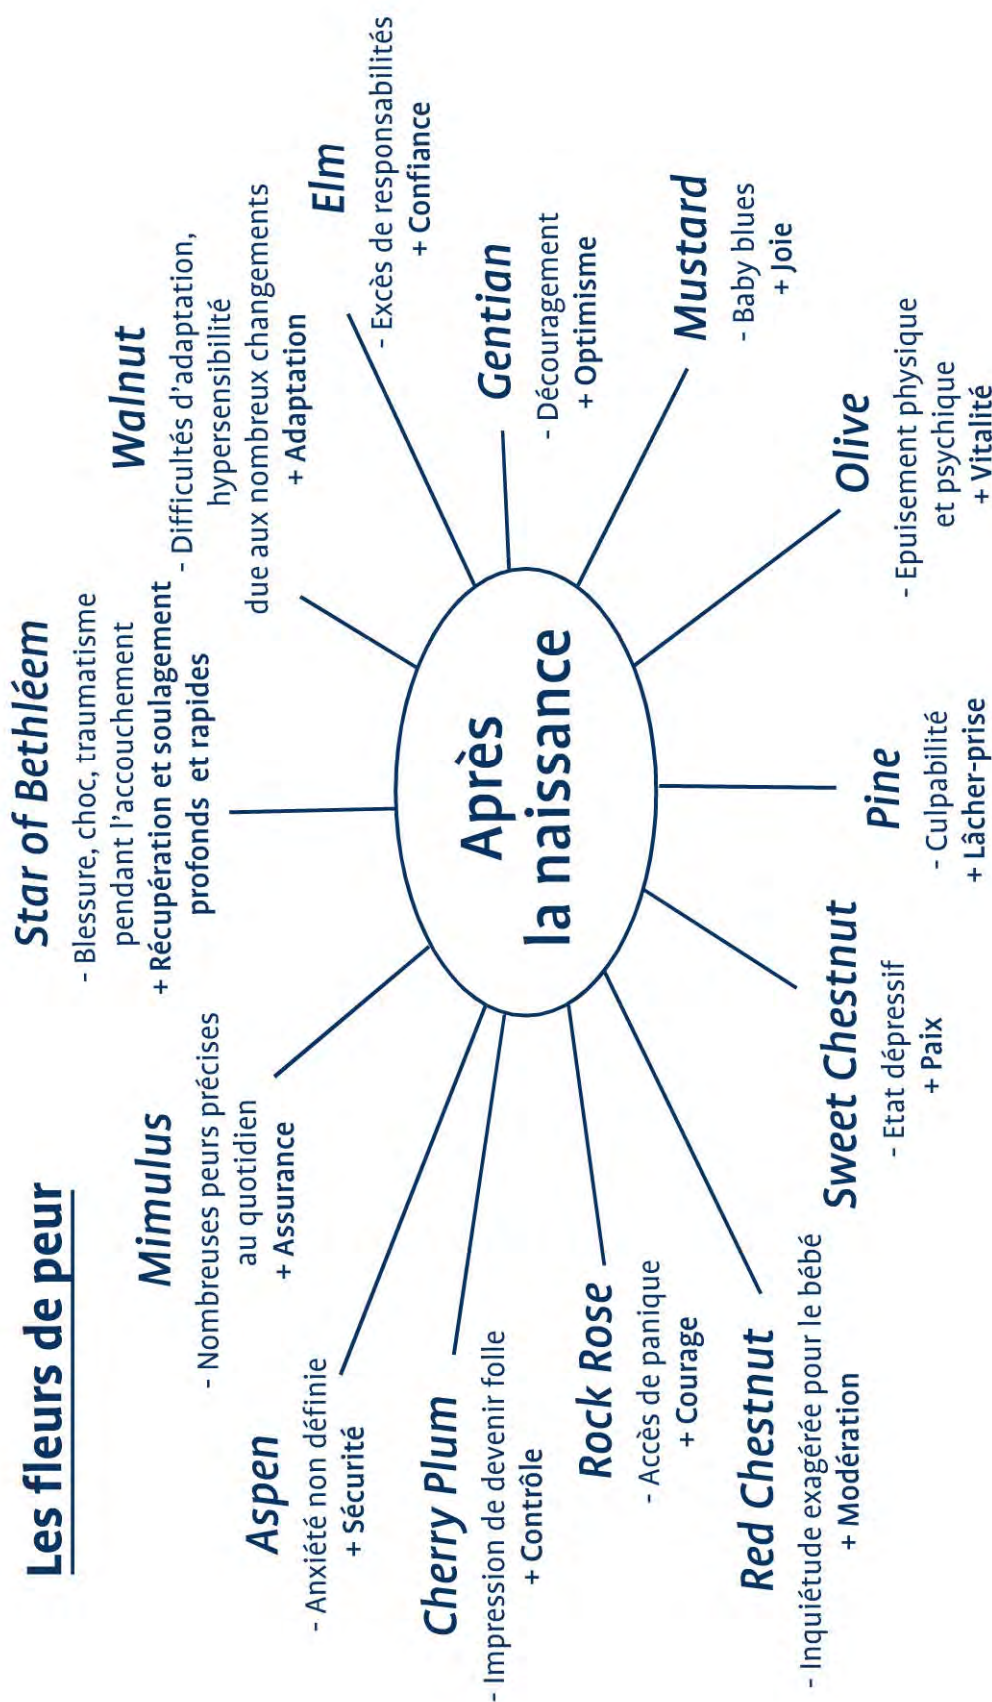 Les fleurs de peur
Star of Bethléem
- Blessure, choc, traumatisme
pendant l'accouchement
+ Récupération et soulagement
profonds et rapides
Walnut
- Difficultés d'adaptation,
hypersensibilité
due aux nombreux changements
+ Adaptation
Elm
- Excès de responsabilités
+ Confiance
Gentian
- Découragement
+ Optimisme
Mustard
- Baby blues
+ Joie
Olive
- Epuisement physique
et psychique
+ Vitalité
Pine
- Culpabilité
+ Lâcher-prise
Sweet Chestnut
- Etat dépressif
+ Paix
Red Chestnut
- Inquiétude exagérée pour le bébé
+ Modération
Rock Rose
- Accès de panique
+ Courage
Cherry Plum
- Impression de devenir folle
+ Contrôle
Aspen
- Anxiété non définie
+ Sécurité
Mimulus
- Nombreuses peurs précises
au quotidien
+ Assurance
Après
la naissance